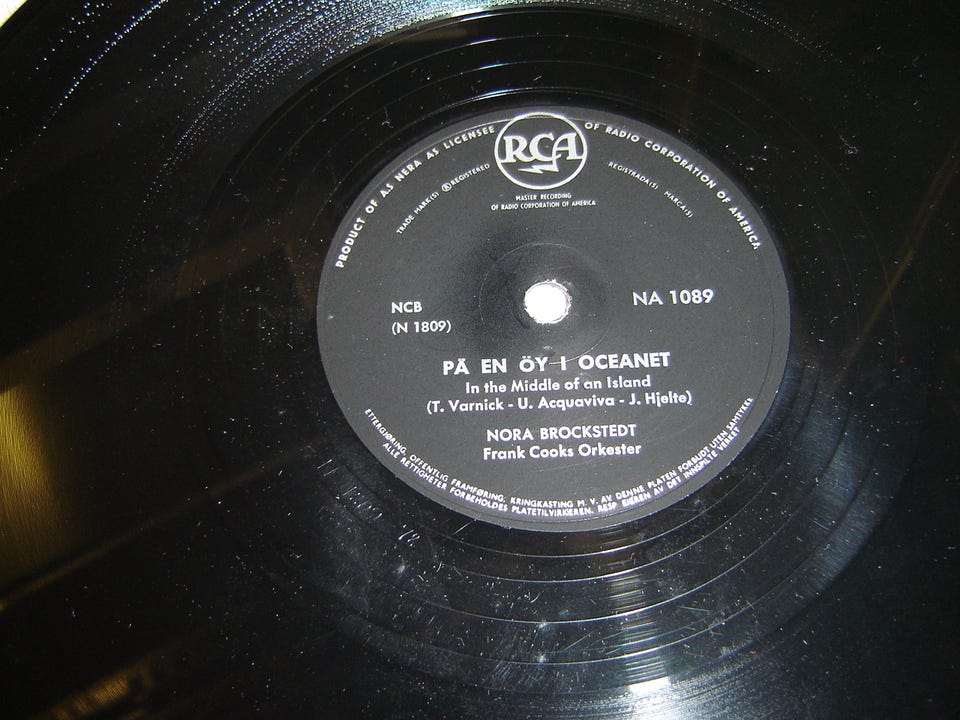 PRODUCT OF A.S NERA AS LICENSEE
OF RADIO CORPORATION OF AMERICA
RCA
TRADE MARK(S) ® REGISTERED
REGISTRADA(S) MARCA(S)
MASTER RECORDING
OF RADIO CORPORATION OF AMERICA
NCB
(N 1809)
NA 1089
PÅ EN ÖY I OCEANET
In the Middle of an Island
(T. Varnick - U. Acquaviva - J. Hjelte)
NORA BROCKSTEDT
Frank Cooks Orkester
ETTERGJØRING, OFFENTLIG FRAMFØRING, KRINGKASTING M. V. AV DENNE PLATEN FORBUDT UTEN SAMTYKKE
ALLE RETTIGHETER FORBEHOLDES PLATETILVIRKEREN, RESP EIEREN AV DET INNSPILTE VERKET